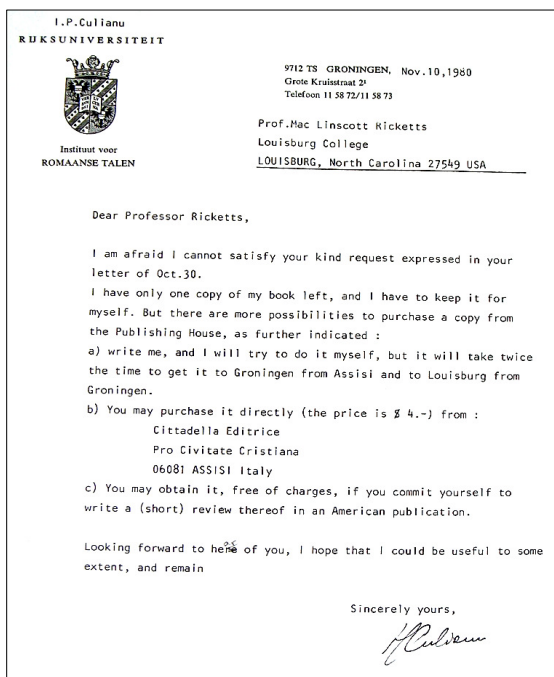 I.P.Culianu
RIJKSUNIVERSITEIT
Instituut voor
ROMAANSE TALEN
9712 TS GRONINGEN, Nov.10,1980
Grote Kruisstraat 2¹
Telefoon 11 58 72/11 58 73
Prof.Mac Linscott Ricketts
Louisburg College
LOUISBURG, North Carolina 27549 USA
Dear Professor Ricketts,
I am afraid I cannot satisfy your kind request expressed in your
letter of Oct.30.
I have only one copy of my book left, and I have to keep it for
myself. But there are more possibilities to purchase a copy from
the Publishing House, as further indicated :
a) write me, and I will try to do it myself, but it will take twice
the time to get it to Groningen from Assisi and to Louisburg from
Groningen.
b) You may purchase it directly (the price is $ 4.-) from :
Cittadella Editrice
Pro Civitate Cristiana
06081 ASSISI Italy
c) You may obtain it, free of charges, if you commit yourself to
write a (short) review thereof in an American publication.
Looking forward to hear of you, I hope that I could be useful to some
extent, and remain
Sincerely yours,
IPCulianu